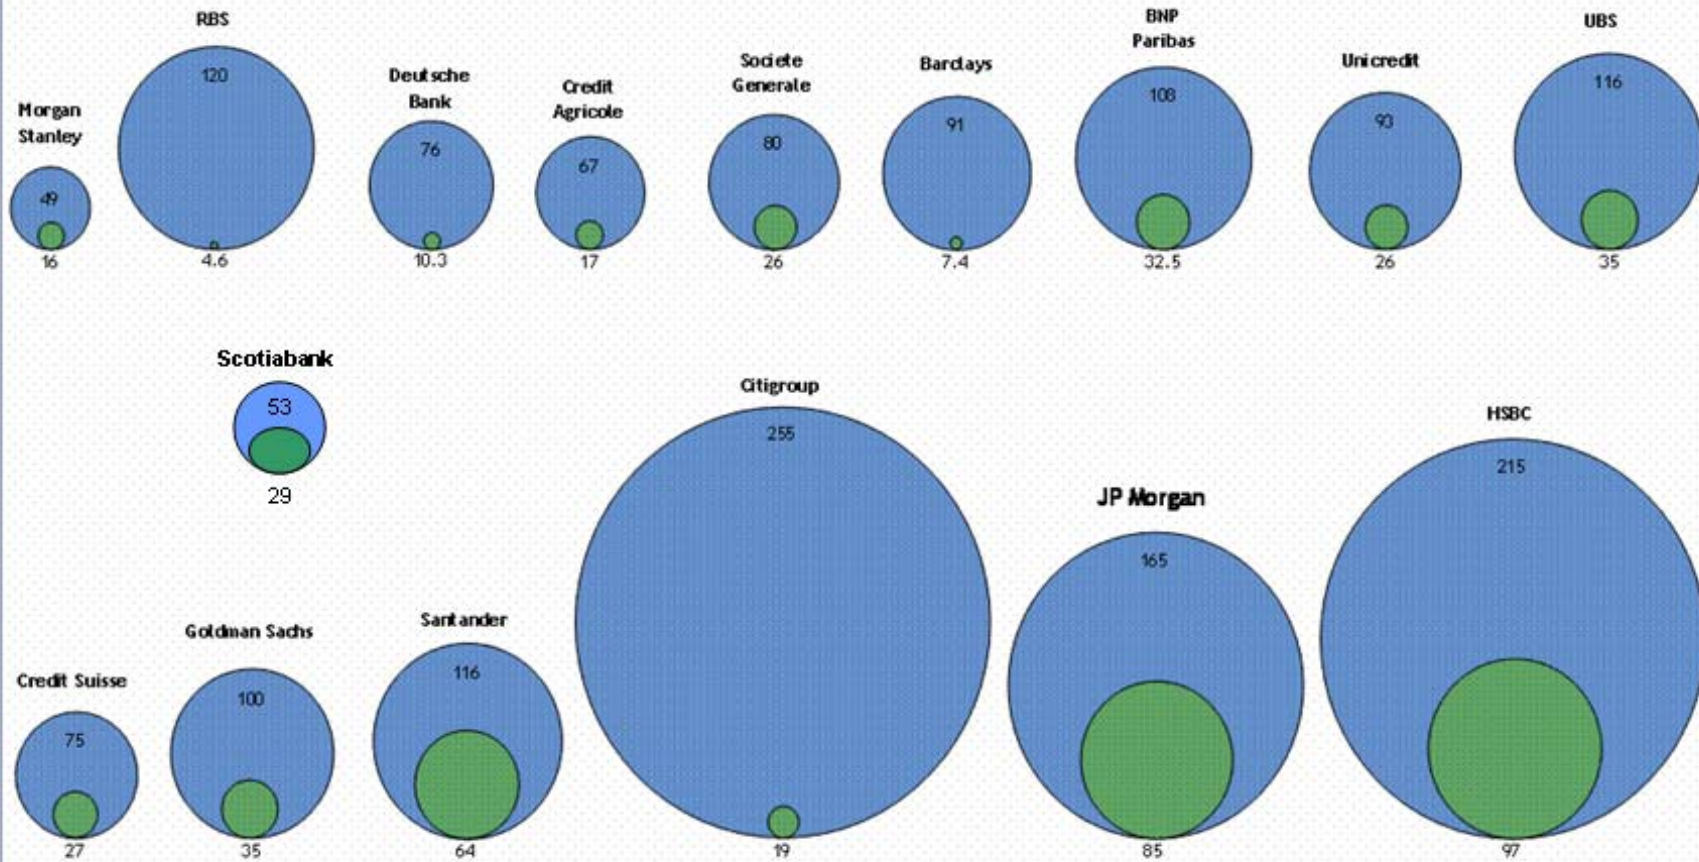 RBS
120
4.6
Morgan
Stanley
49
16
Deutsche
Bank
76
10.3
Credit
Agricole
67
17
Societe
Generale
80
26
Barclays
91
7.4
BNP
Paribas
108
32.5
Unicredit
93
26
UBS
116
35
Scotiabank
53
29
Citigroup
255
19
JP Morgan
165
85
HSBC
215
97
Credit Suisse
75
27
Goldman Sachs
100
35
Santander
116
64